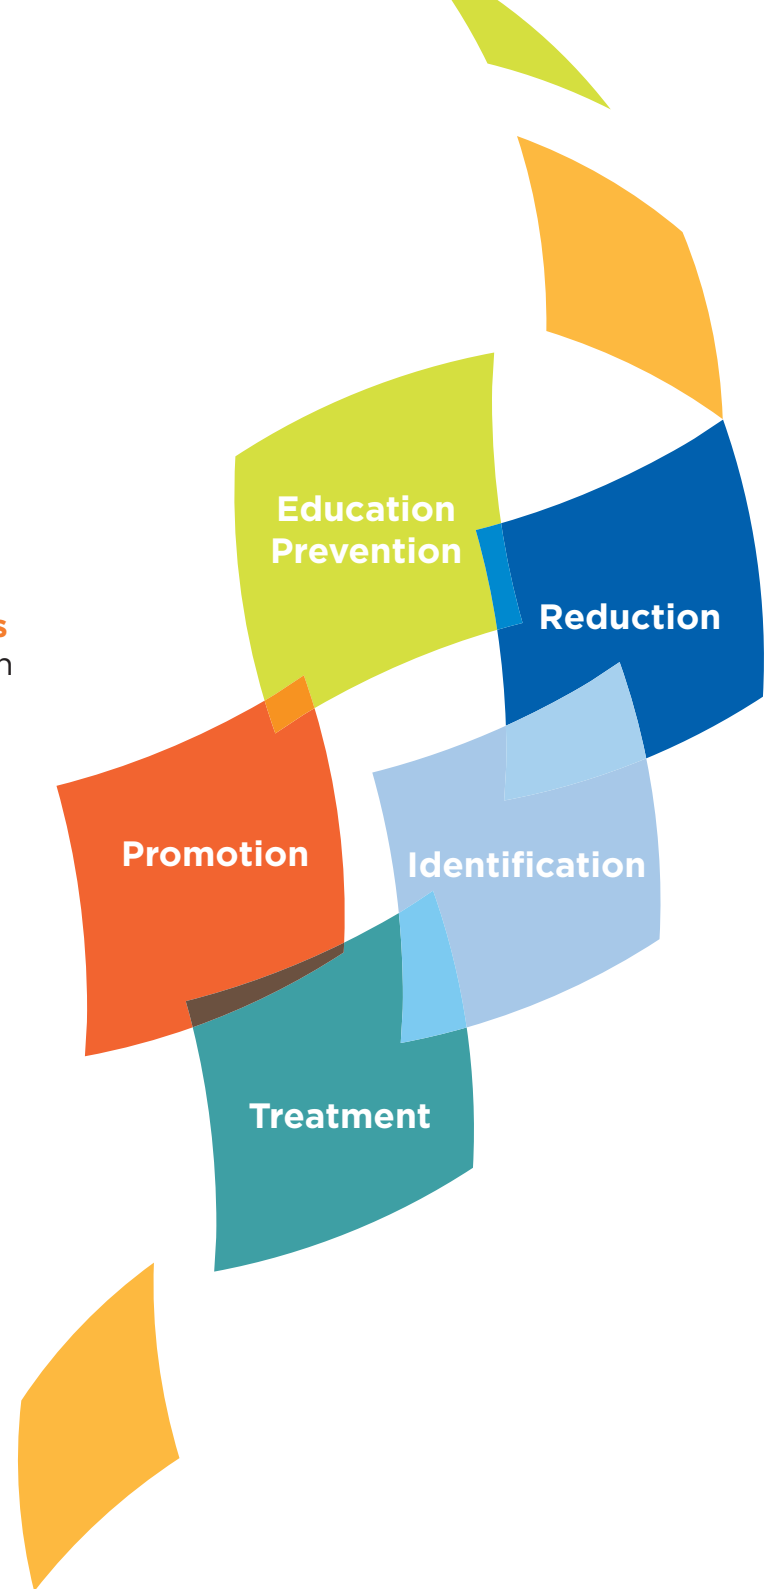 Education
Prevention
Reduction
s
n
Promotion
Identification
Treatment